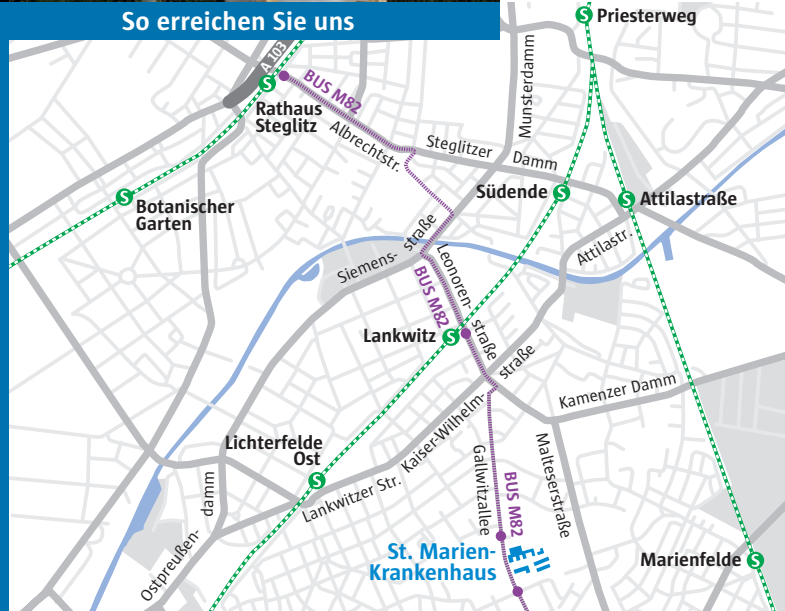 So erreichen Sie uns
Priesterweg
A 103
BUS M82
Rathaus
Steglitz
Albrechtstr.
Steglitzer Damm
Munsterdamm
Botanischer
Garten
Südende
Attilastraße
Siemens-
straße
Attilastr.
Leonoren-
straße
BUS M82
Lankwitz
Kaiser-Wilhelm-
straße
Kamenzer Damm
Lichterfelde
Ost
Lankwitzer Str.
Ostpreußen-
damm
Gallwitzallee
BUS M82
Malteserstraße
St. Marien-
Krankenhaus
Marienfelde
S
S
S
S
S
S
S
S